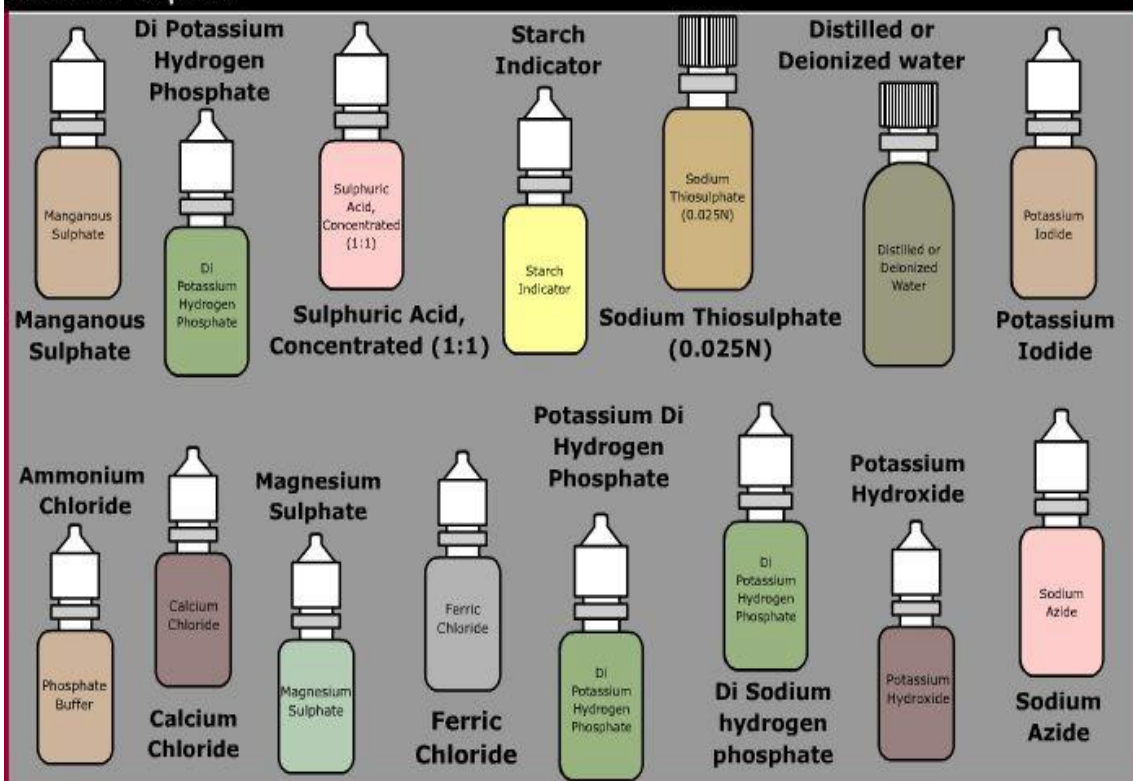 Di Potassium
Hydrogen
Phosphate
Starch
Indicator
Distilled or
Deionized water
Manganous
Sulphate
Di
Potassium
Hydrogen
Phosphate
Sulphuric
Acid,
Concentrated
(1:1)
Starch
Indicator
Sodium
Thiosulphate
(0.025N)
Distilled or
Deionized
Water
Potassium
Iodide
Manganous
Sulphate
Sulphuric Acid,
Concentrated (1:1)
Sodium Thiosulphate
(0.025N)
Potassium
Iodide
Ammonium
Chloride
Magnesium
Sulphate
Potassium Di
Hydrogen
Phosphate
Potassium
Hydroxide
Phosphate
Buffer
Calcium
Chloride
Magnesium
Sulphate
Ferric
Chloride
Di
Potassium
Hydrogen
Phosphate
Di
Potassium
Hydrogen
Phosphate
Potassium
Hydroxide
Sodium
Azide
Calcium
Chloride
Ferric
Chloride
Di Sodium
hydrogen
phosphate
Sodium
Azide